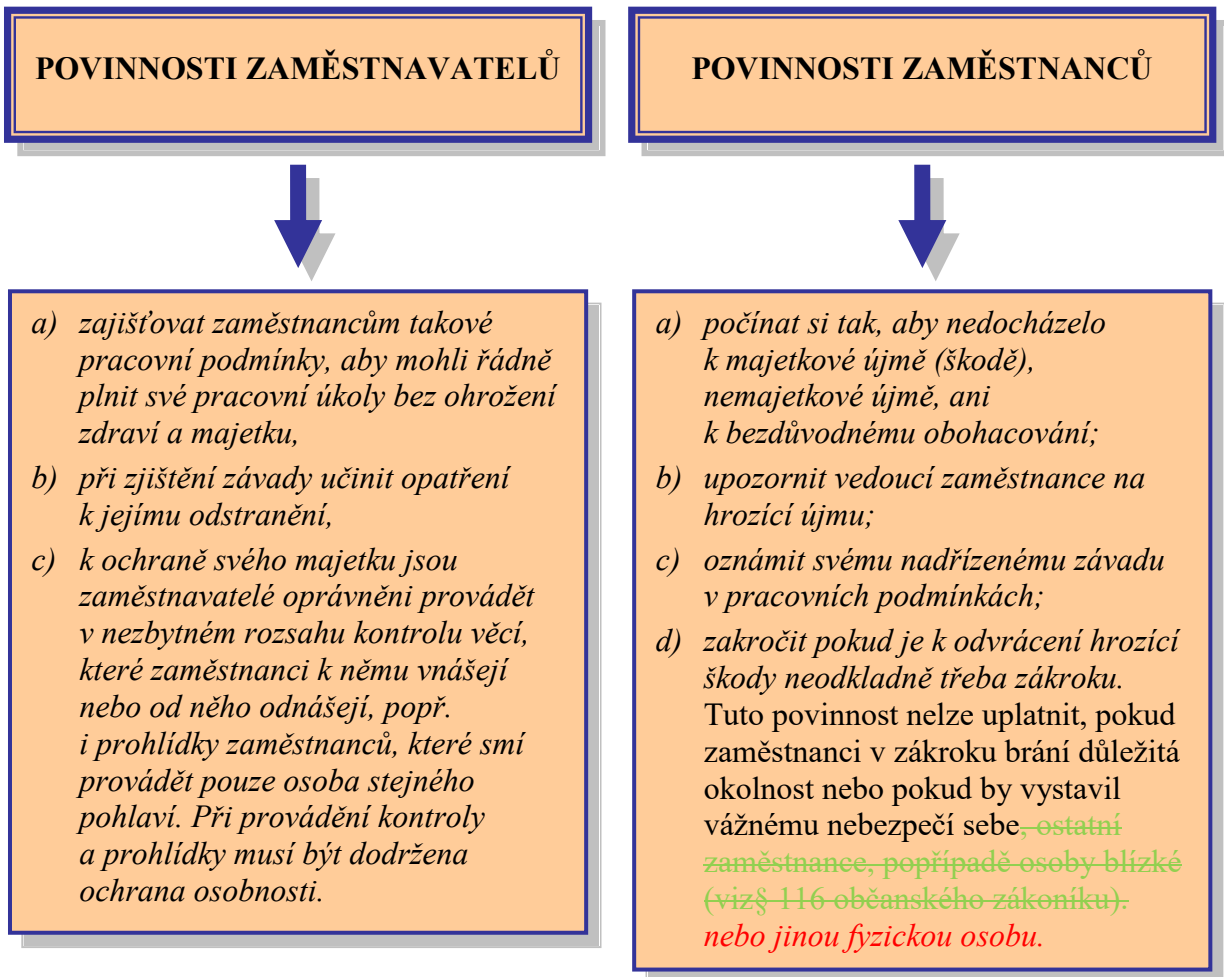 POVINNOSTI ZAMĚSTNAVATELŮ
a) zajišťovat zaměstnancům takové
pracovní podmínky, aby mohli řádně
plnit své pracovní úkoly bez ohrožení
zdraví a majetku,
b) při zjištění závady učinit opatření
k jejímu odstranění,
c) k ochraně svého majetku jsou
zaměstnavatelé oprávněni provádět
v nezbytném rozsahu kontrolu věcí,
které zaměstnanci k němu vnášejí
nebo od něho odnášejí, popř.
i prohlídky zaměstnanců, které smí
provádět pouze osoba stejného
pohlaví. Při provádění kontroly
a prohlídky musí být dodržena
ochrana osobnosti.
POVINNOSTI ZAMĚSTNANCŮ
a) počínat si tak, aby nedocházelo
k majetkové újmě (škodě),
nemajetkové újmě, ani
k bezdůvodnému obohacování;
b) upozornit vedoucí zaměstnance na
hrozící újmu;
c) oznámit svému nadřízenému závadu
v pracovních podmínkách;
d) zakročit pokud je k odvrácení hrozící
škody neodkladně třeba zákroku.
Tuto povinnost nelze uplatnit, pokud
zaměstnanci v zákroku brání důležitá
okolnost nebo pokud by vystavil
vážnému nebezpečí sebe, ostatní
zaměstnance, popřípadě osoby blízké
(viz§ 116 občanského zákoníku).
nebo jinou fyzickou osobu.